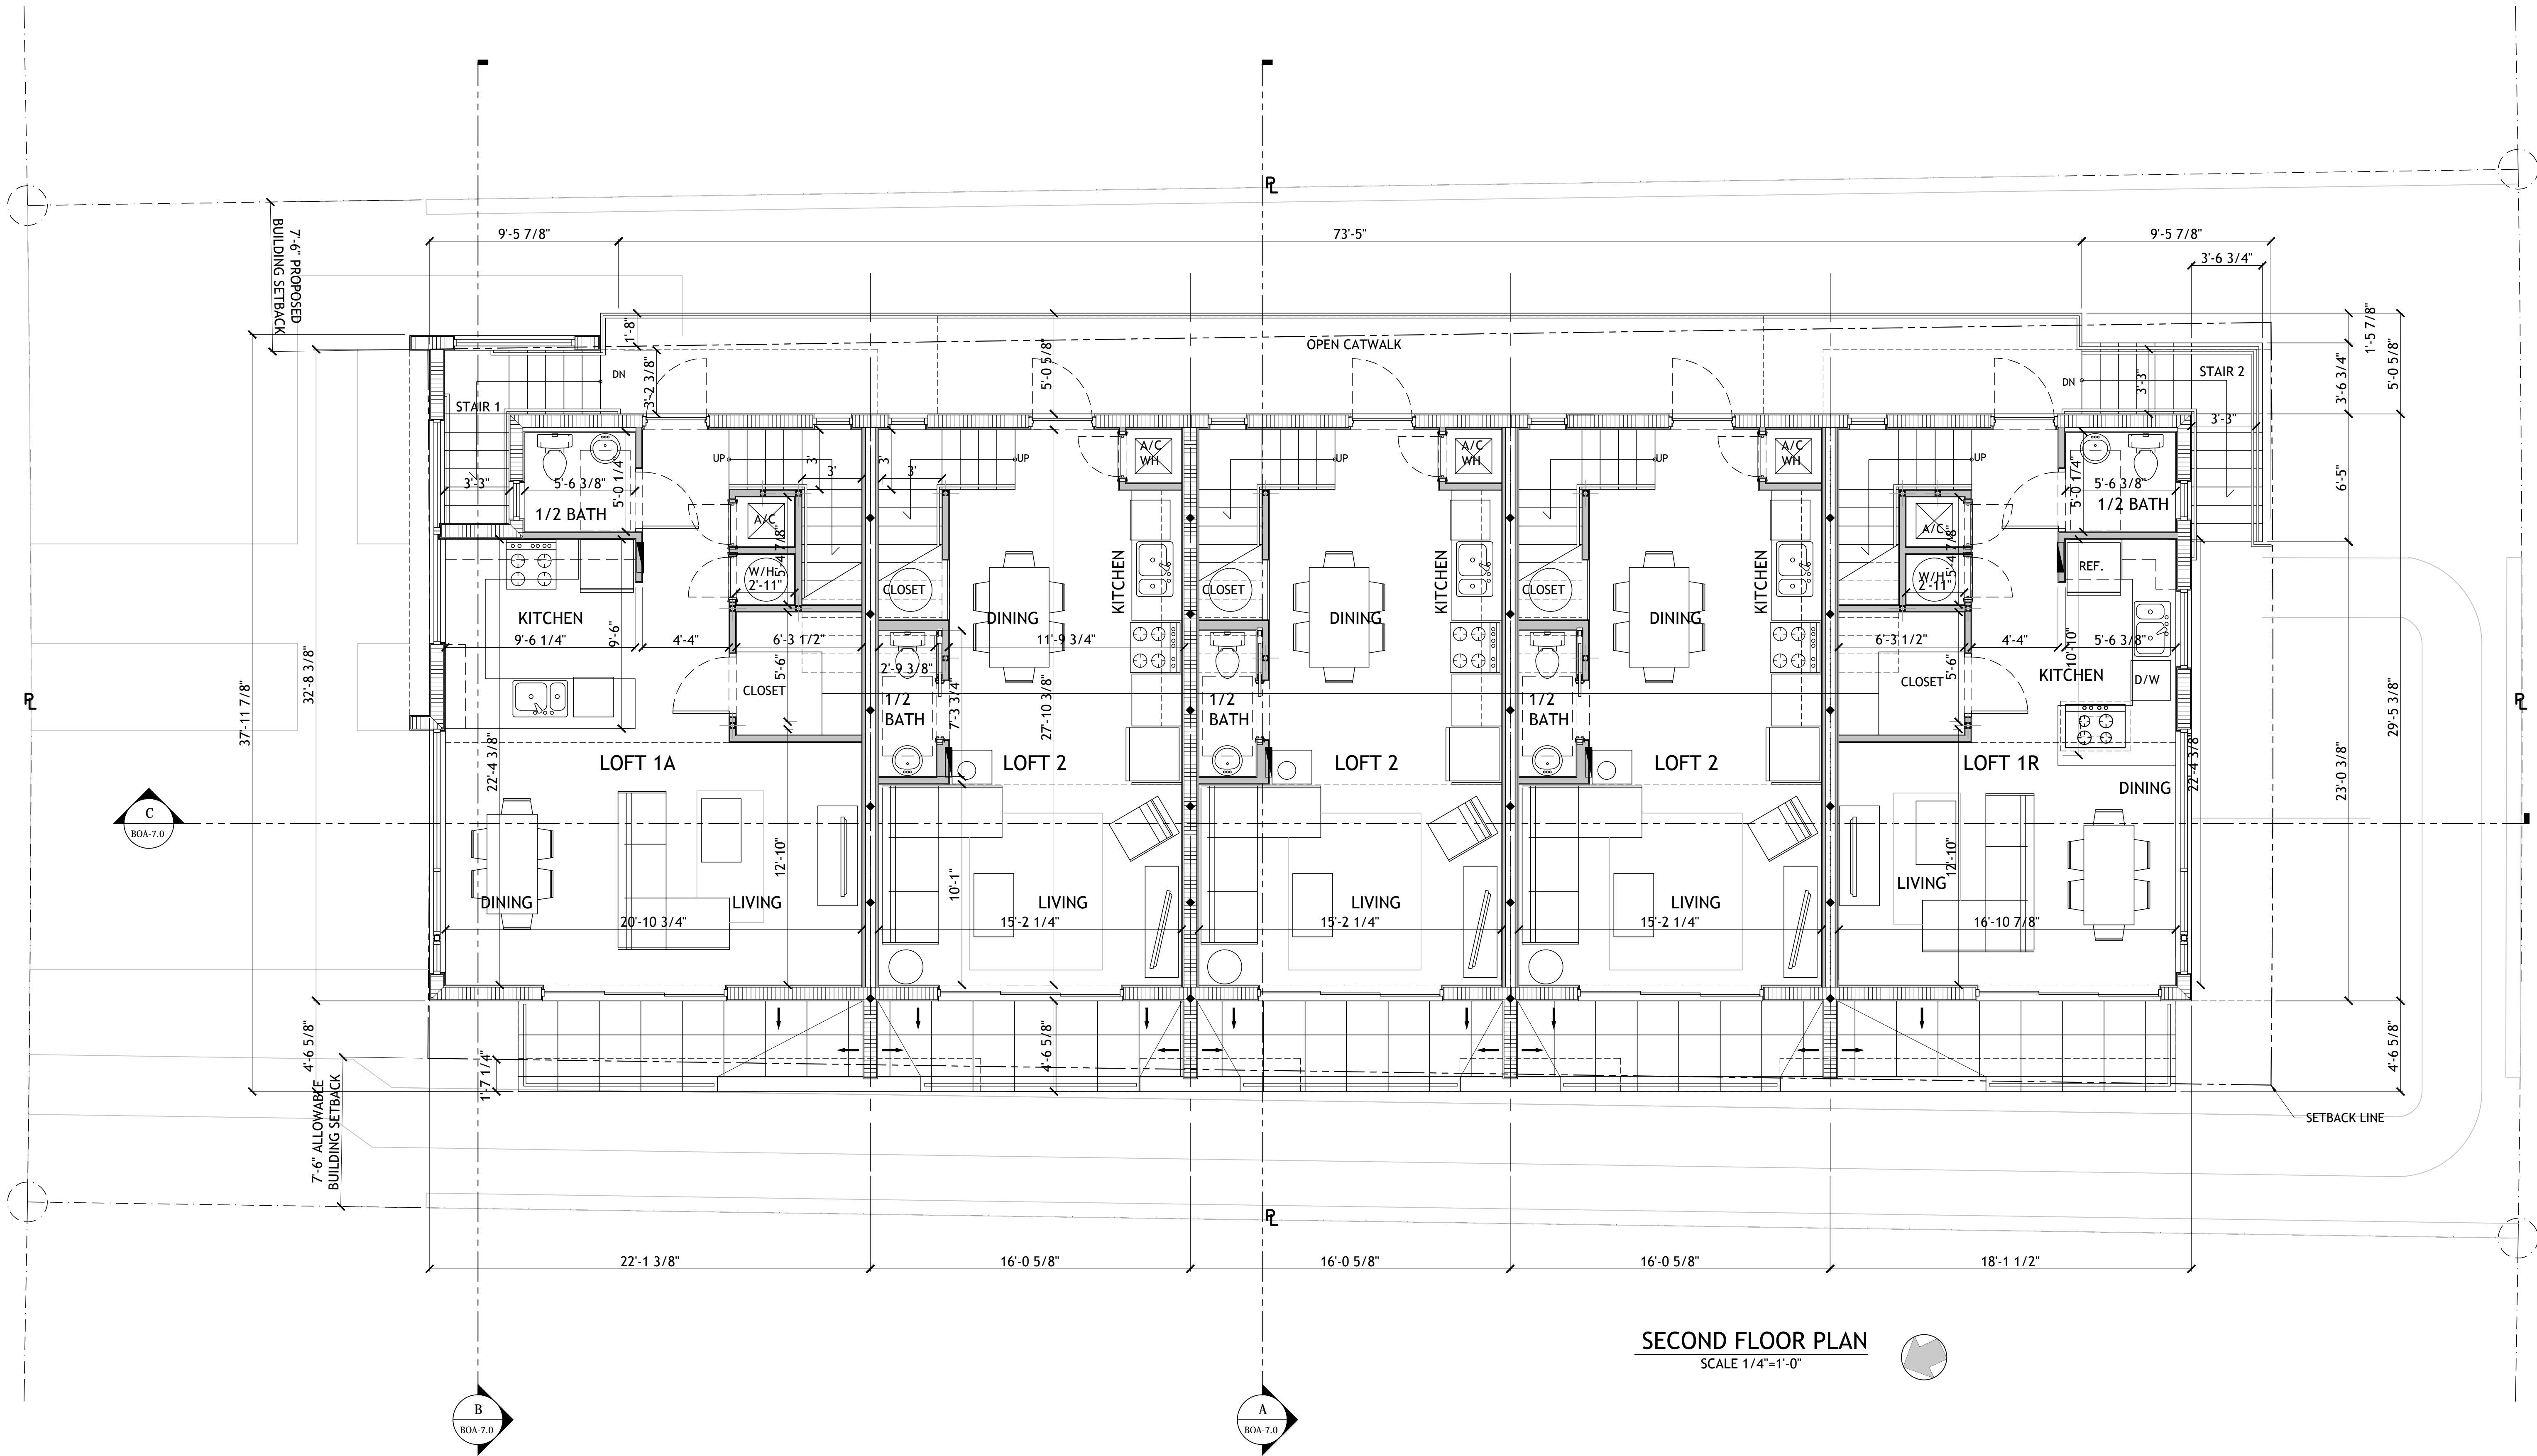 PL
7'-6" PROPOSED
BUILDING SETBACK
9'-5 7/8"
73'-5"
9'-5 7/8"
3'-6 3/4"
1'-8"
3'-2 3/8"
5'-0 5/8"
OPEN CATWALK
1'-5 7/8"
3'-6 3/4"
5'-0 5/8"
DN
STAIR 1
DN
3'-3"
STAIR 2
3'-3"
3'-3"
5'-6 3/8"
5'-0 1/4"
1/2 BATH
UP
3'
3'
3'
3'
UP
A/C
WH
UP
A/C
WH
UP
A/C
WH
UP
5'-0 1/4"
5'-6 3/8"
1/2 BATH
6'-5"
A/C
5'-4 7/8"
W/H
2'-11"
A/C
5'-4 7/8"
W/H
2'-11"
REF.
CLOSET
DINING
KITCHEN
CLOSET
DINING
KITCHEN
CLOSET
DINING
KITCHEN
KITCHEN
9'-6 1/4"
9'-6"
4'-4"
6'-3 1/2"
5'-6"
CLOSET
2'-9 3/8"
11'-9 3/4"
7'-3 3/4"
27'-10 3/8"
6'-3 1/2"
4'-4"
5'-6 3/8"
5'-6"
CLOSET
10'-10"
KITCHEN
D/W
PL
37'-11 7/8"
32'-8 3/8"
1/2
BATH
1/2
BATH
1/2
BATH
29'-5 3/8"
23'-0 3/8"
PL
22'-4 3/8"
LOFT 1A
LOFT 2
LOFT 2
LOFT 2
LOFT 1R
22'-4 3/8"
DINING
C
BOA-7.0
12'-10"
10'-1"
12'-10"
DINING
LIVING
LIVING
LIVING
LIVING
LIVING
20'-10 3/4"
15'-2 1/4"
15'-2 1/4"
15'-2 1/4"
16'-10 7/8"
4'-6 5/8"
1'-7 1/4"
4'-6 5/8"
4'-6 5/8"
7'-6" ALLOWABLE
BUILDING SETBACK
SETBACK LINE
PL
22'-1 3/8"
16'-0 5/8"
16'-0 5/8"
16'-0 5/8"
18'-1 1/2"
SECOND FLOOR PLAN
SCALE 1/4"=1'-0"
B
BOA-7.0
A
BOA-7.0